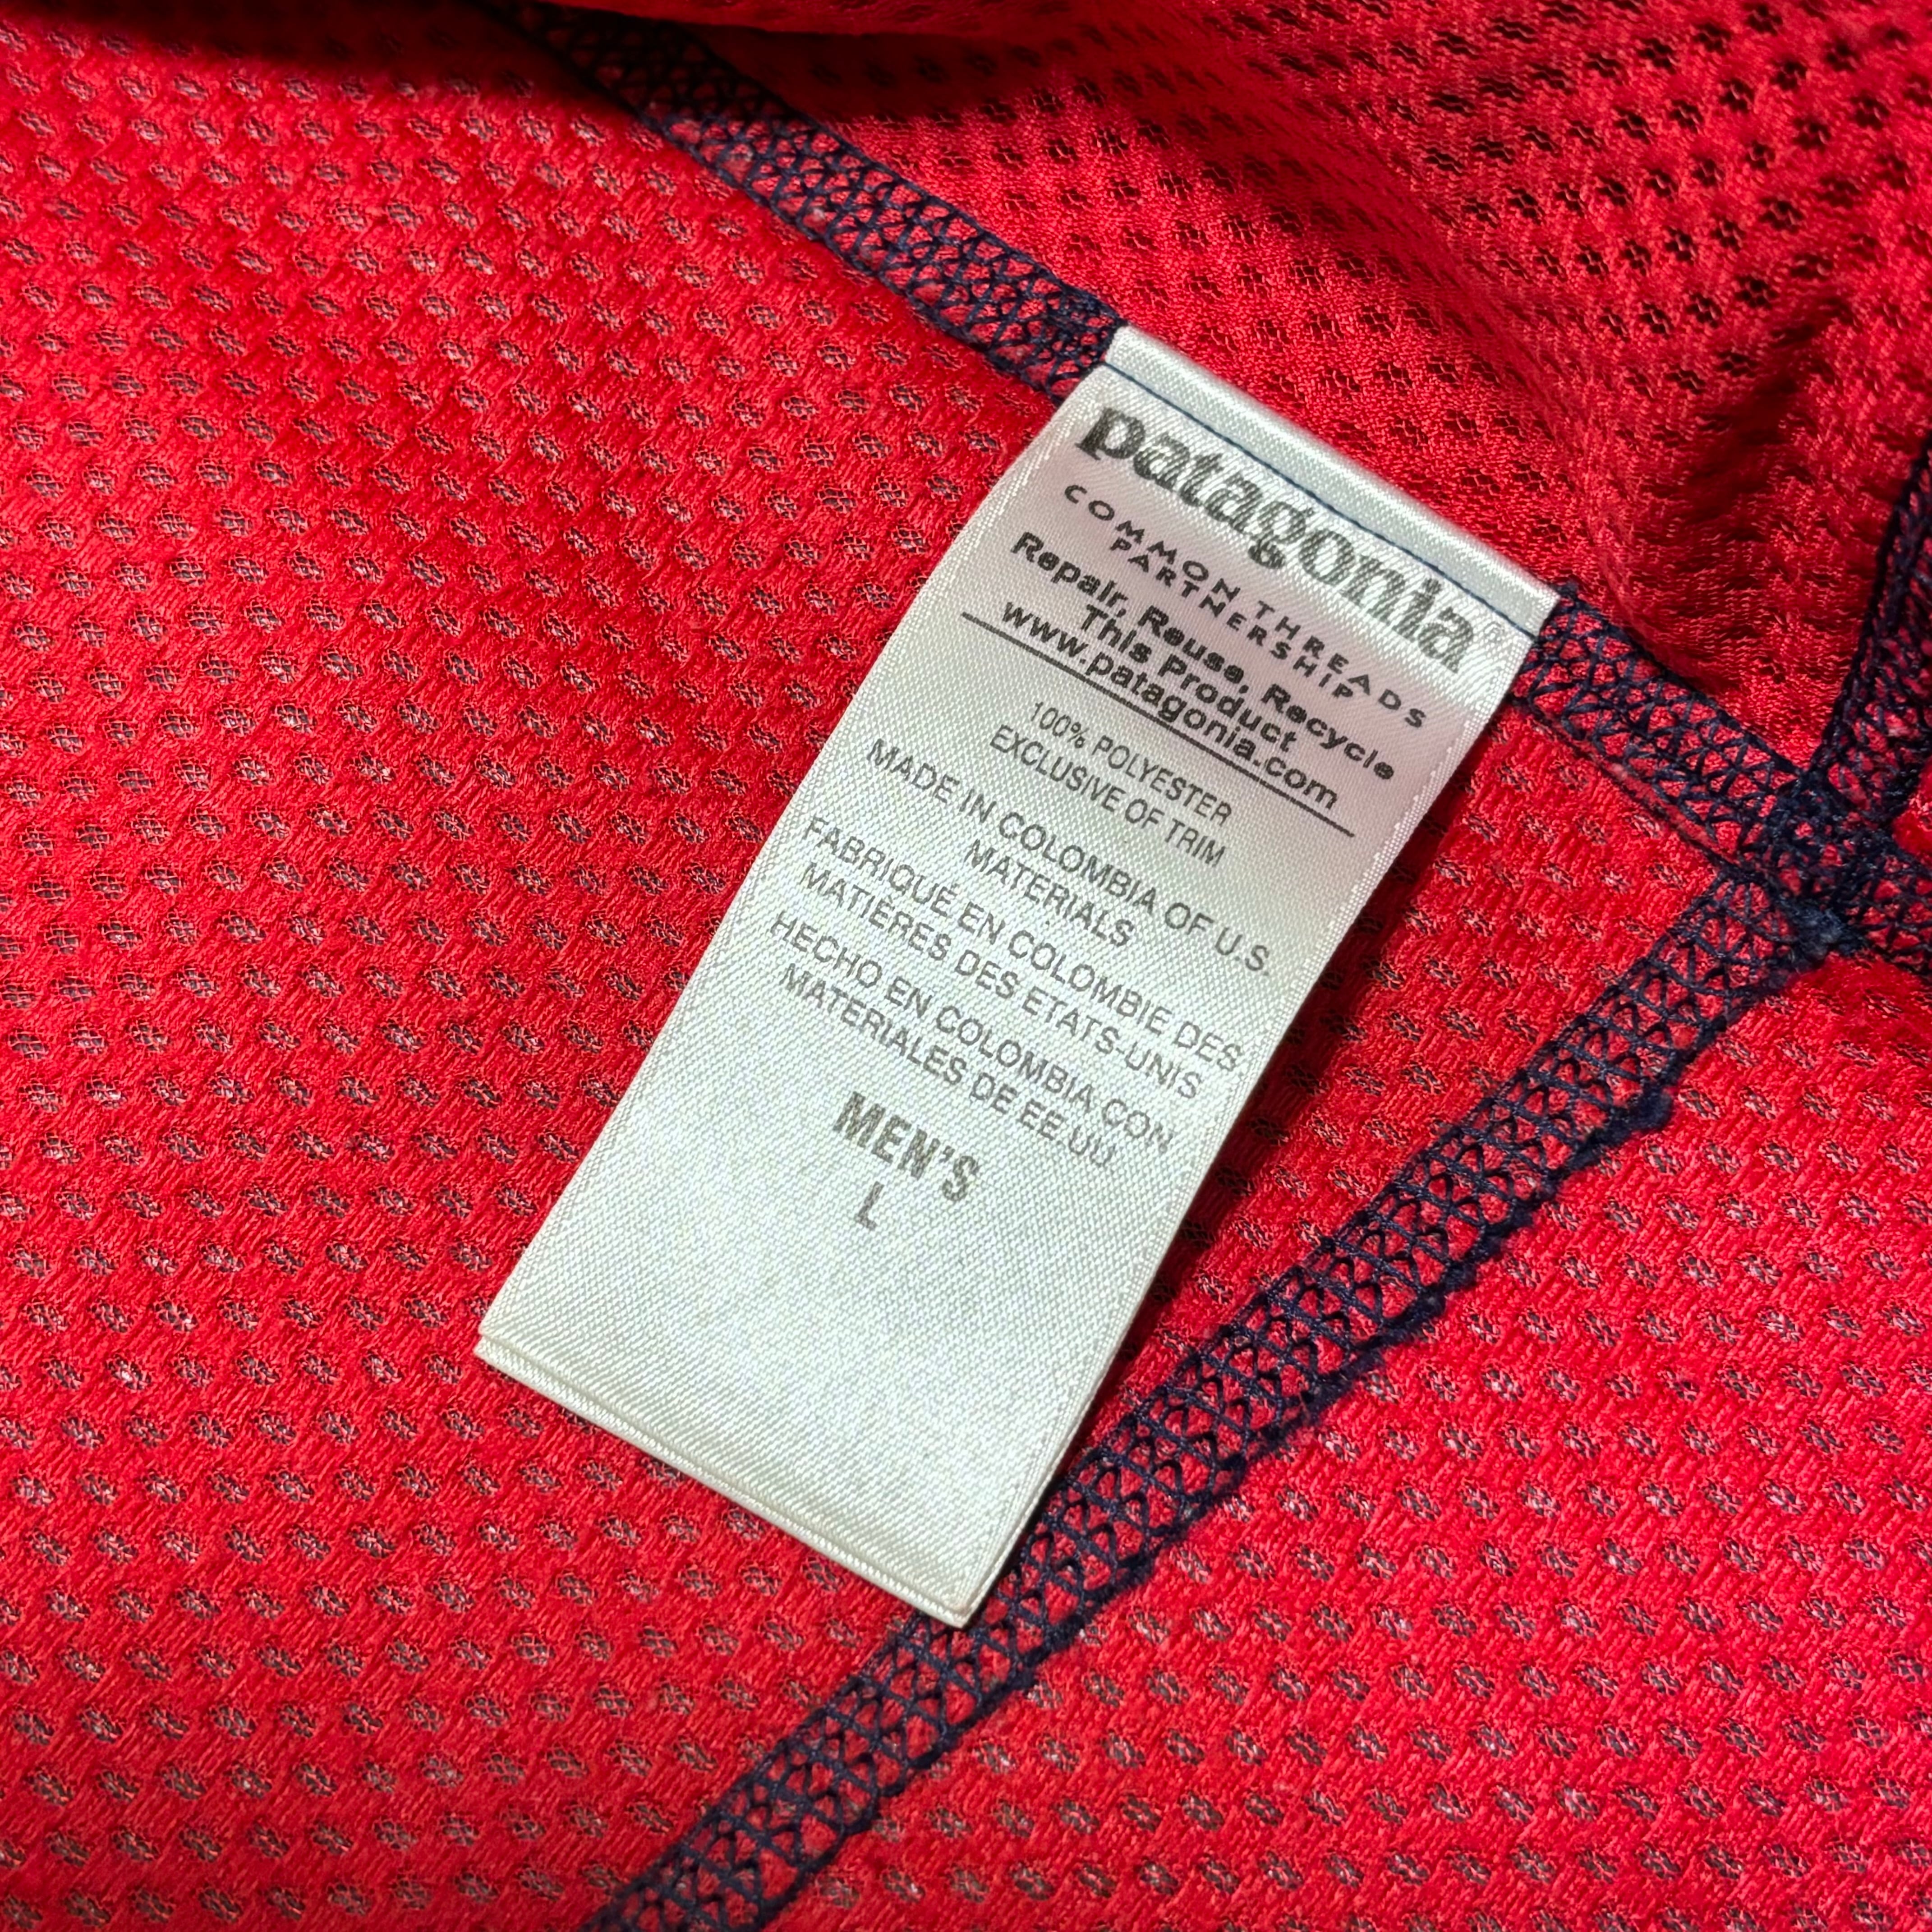 patagonia®
COMMON THREADS
PARTNERSHIP
Repair, Reuse, Recycle
This Product
www.patagonia.com
100% POLYESTER
EXCLUSIVE OF TRIM
MADE IN COLOMBIA OF U.S.
MATERIALS
FABRIQUÉ EN COLOMBIE DES
MATIÈRES DES ETATS-UNIS
HECHO EN COLOMBIA CON
MATERIALES DE EE.UU
MEN'S
L